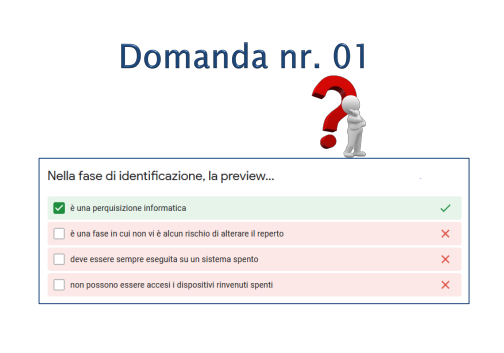 Domanda nr. 01
Nella fase di identificazione, la preview...
è una perquisizione informatica
è una fase in cui non vi è alcun rischio di alterare il reperto
deve essere sempre eseguita su un sistema spento
non possono essere accesi i dispositivi rinvenuti spenti